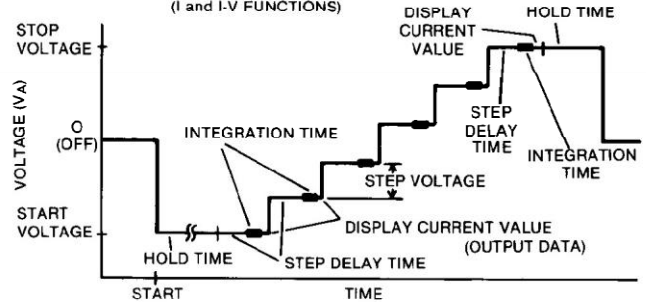 (I and I-V FUNCTIONS)
DISPLAY
CURRENT
VALUE
HOLD TIME
STOP
VOLTAGE
VOLTAGE (VA)
O
(OFF)
INTEGRATION TIME
STEP
DELAY
TIME
INTEGRATION
TIME
STEP VOLTAGE
START
VOLTAGE
DISPLAY CURRENT VALUE
(OUTPUT DATA)
HOLD TIME
STEP DELAY TIME
START
TIME